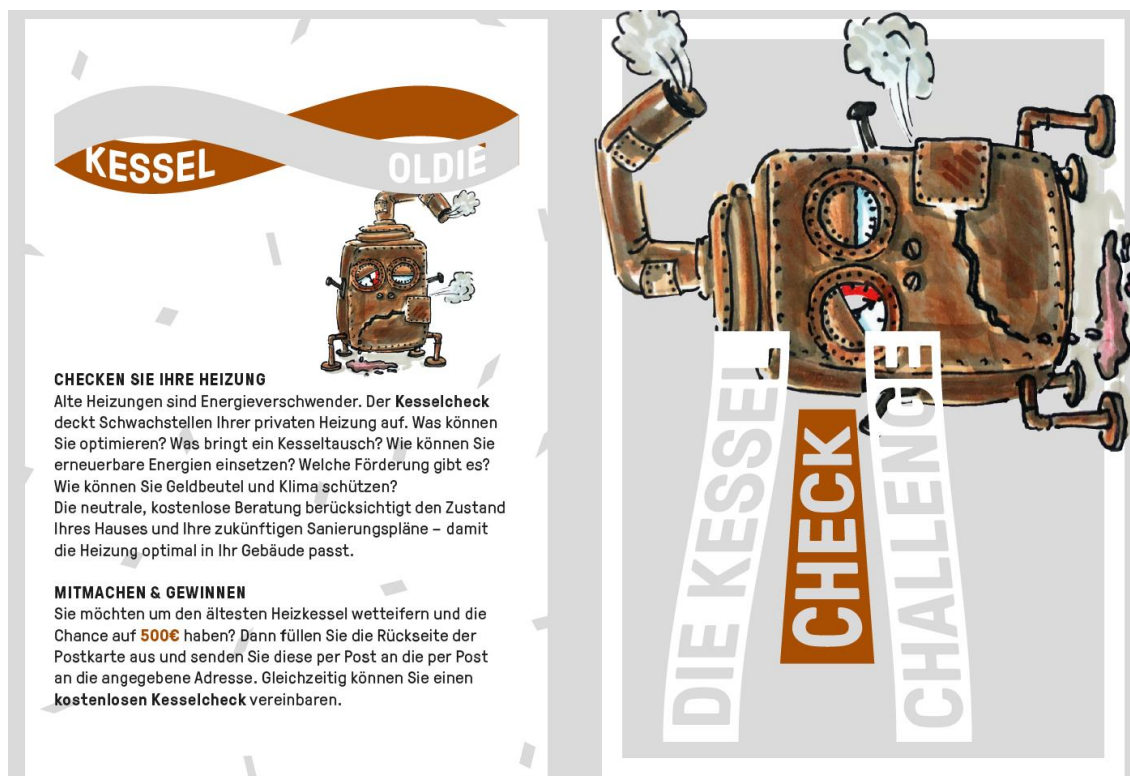 KESSEL OLDIE
CHECKEN SIE IHRE HEIZUNG
Alte Heizungen sind Energieverschwender. Der Kesselcheck
deckt Schwachstellen Ihrer privaten Heizung auf. Was können
Sie optimieren? Was bringt ein Kesseltausch? Wie können Sie
erneuerbare Energien einsetzen? Welche Förderung gibt es?
Wie können Sie Geldbeutel und Klima schützen?
Die neutrale, kostenlose Beratung berücksichtigt den Zustand
Ihres Hauses und Ihre zukünftigen Sanierungspläne – damit
die Heizung optimal in Ihr Gebäude passt.
MITMACHEN & GEWINNEN
Sie möchten um den ältesten Heizkessel wetteifern und die
Chance auf 500€ haben? Dann füllen Sie die Rückseite der
Postkarte aus und senden Sie diese per Post an die per Post
an die angegebene Adresse. Gleichzeitig können Sie einen
kostenlosen Kesselcheck vereinbaren.
DIE KESSEL
CHECK
CHALLENGE